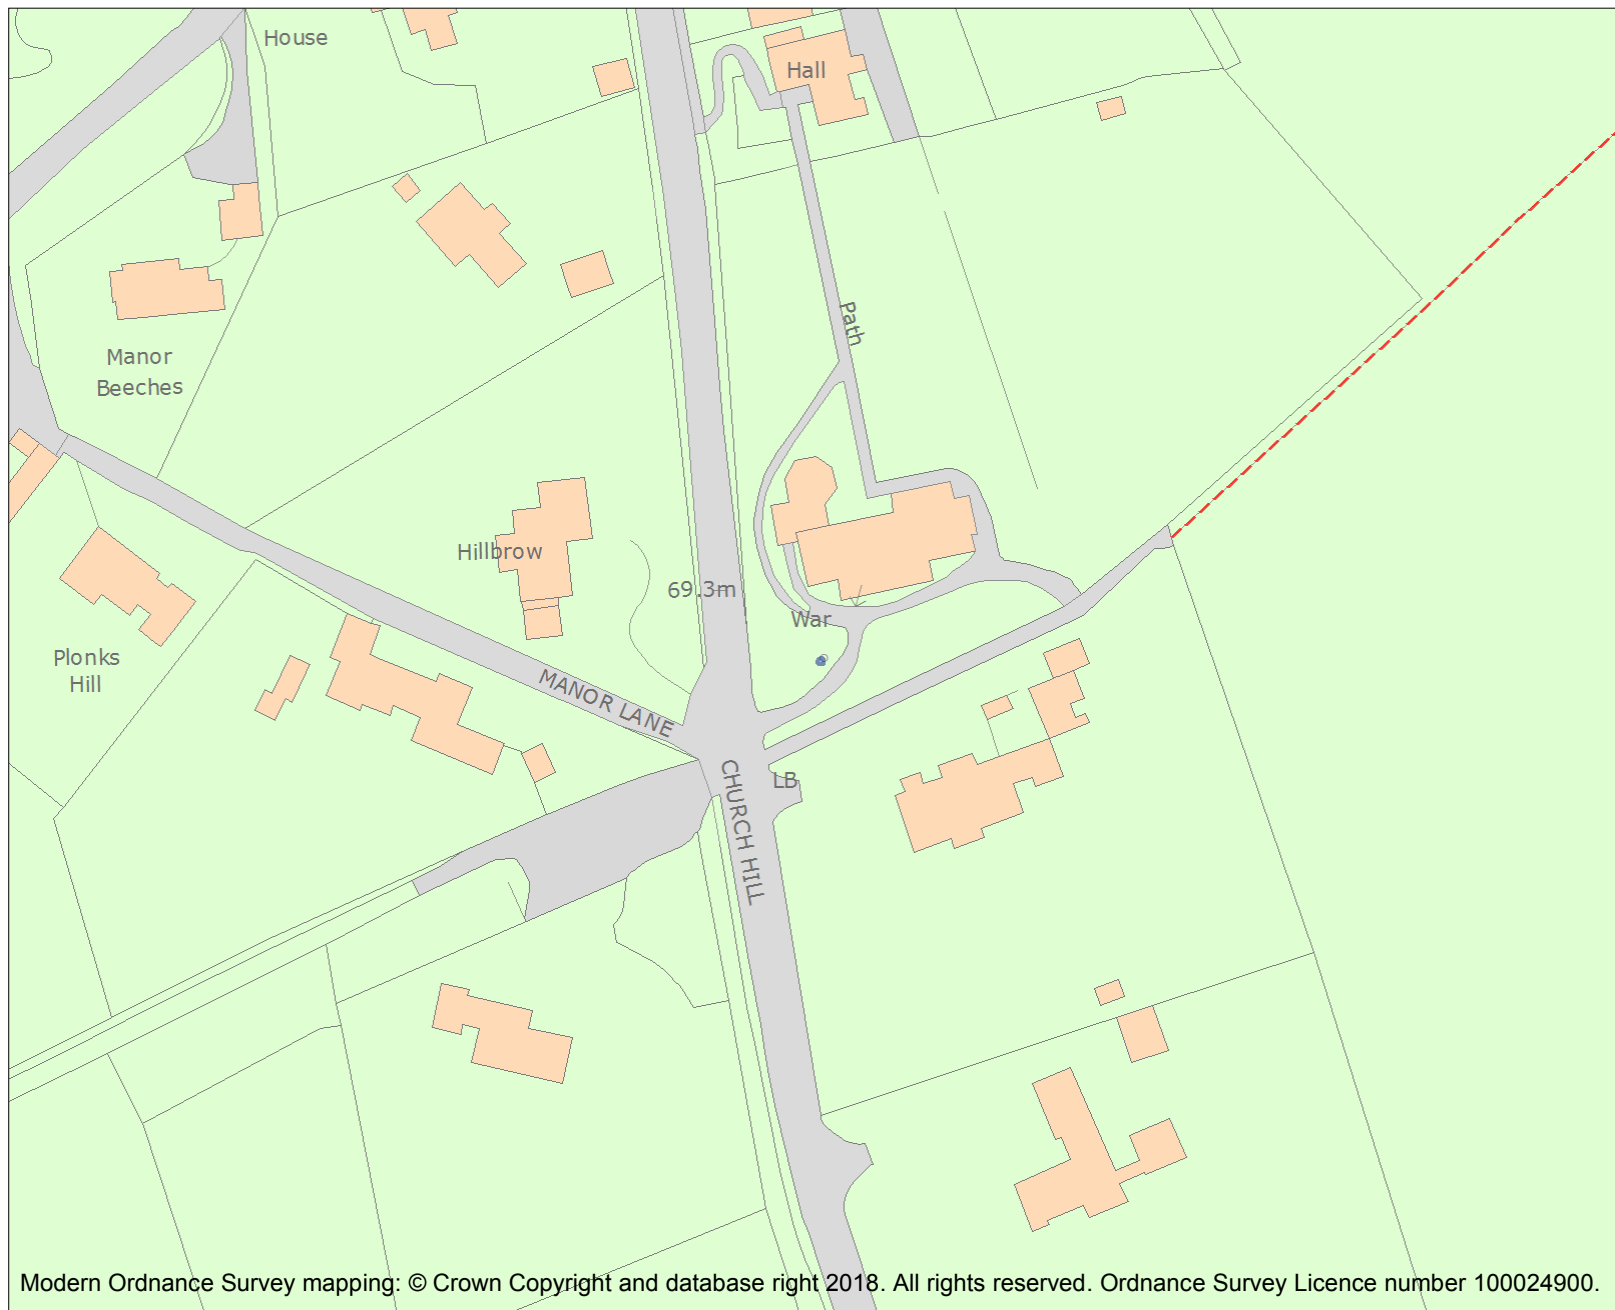 House
Hall
Path
Manor
Beeches
Hillbrow
69.3m
War
Plonks
Hill
MANOR LANE
CHURCH HILL
LB
Modern Ordnance Survey mapping: © Crown Copyright and database right 2018. All rights reserved. Ordnance Survey Licence number 100024900.